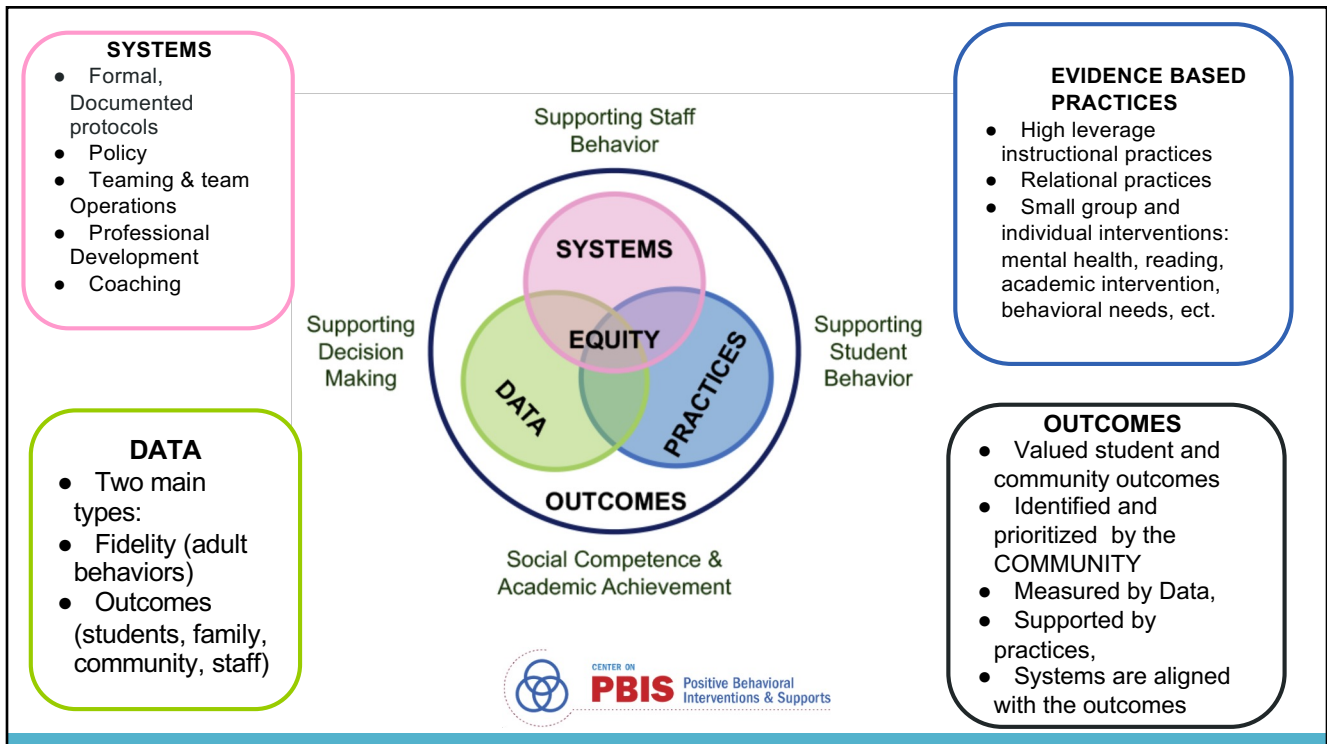 SYSTEMS
● Formal,
Documented
protocols
● Policy
● Teaming & team
Operations
● Professional
Development
● Coaching
EVIDENCE BASED
PRACTICES
● High leverage
instructional practices
● Relational practices
● Small group and
individual interventions:
mental health, reading,
academic intervention,
behavioral needs, ect.
Supporting Staff
Behavior
SYSTEMS
EQUITY
DATA
PRACTICES
OUTCOMES
Supporting
Decision
Making
Supporting
Student
Behavior
Social Competence &
Academic Achievement
DATA
● Two main
types:
● Fidelity (adult
behaviors)
● Outcomes
(students, family,
community, staff)
OUTCOMES
● Valued student and
community outcomes
● Identified and
prioritized by the
COMMUNITY
● Measured by Data,
● Supported by
practices,
● Systems are aligned
with the outcomes
CENTER ON
PBIS
Positive Behavioral
Interventions & Supports